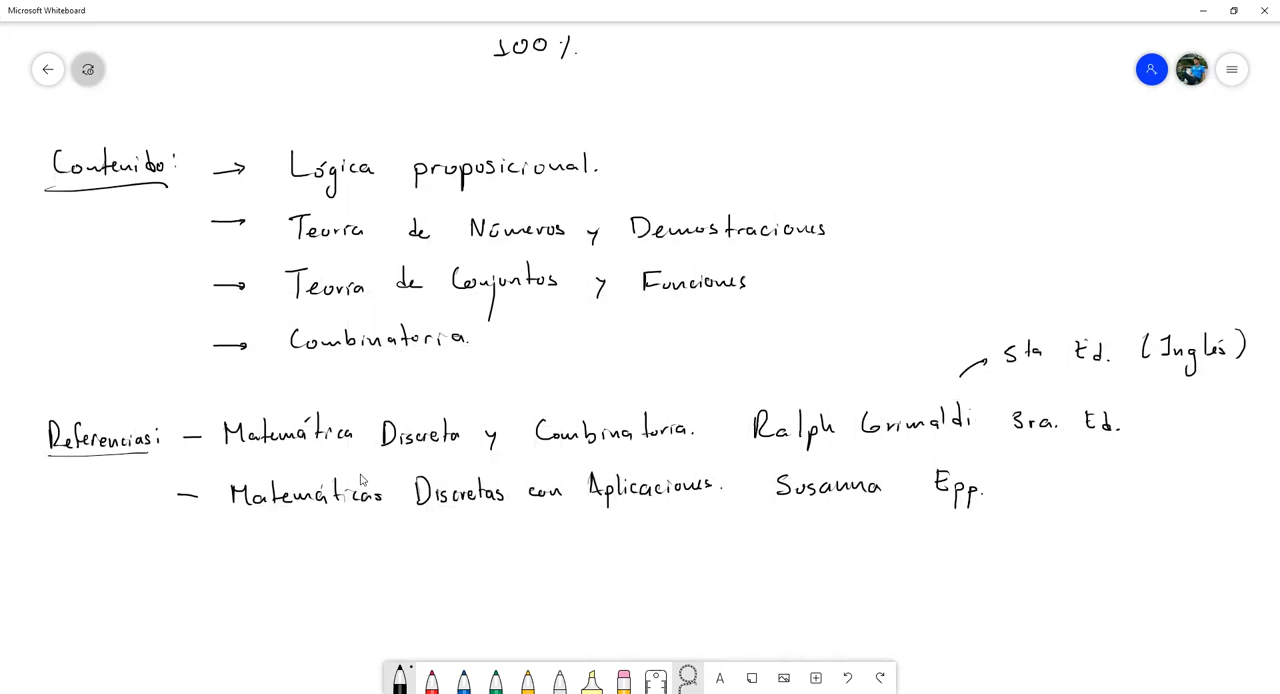 Microsoft Whiteboard
100%.
Contenido: → Lógica proposicional.
→ Teoría de Números y Demostraciones
→ Teoría de Conjuntos y Funciones
→ Combinatoria.
5ta Ed. (Inglés)
Referencias: - Matemática Discreta y Combinatoria. Ralph Grimaldi 3ra. Ed.
- Matemáticas Discretas con Aplicaciones. Susanna Epp.
A